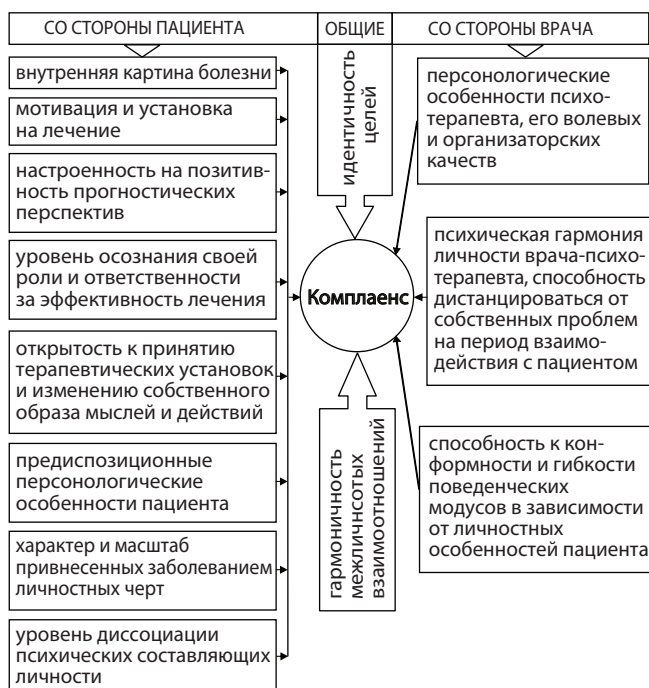 СО СТОРОНЫ ПАЦИЕНТА
ОБЩИЕ
СО СТОРОНЫ ВРАЧА
внутренняя картина болезни
мотивация и установка
на лечение
настроенность на позитив-
ность прогностических
перспектив
уровень осознания своей
роли и ответственности
за эффективность лечения
открытость к принятию
терапевтических установок
и изменению собственного
образа мыслей и действий
предиспозиционные
персонологические
особенности пациента
характер и масштаб
привнесенных заболеванием
личностных черт
уровень диссоциации
психических составляющих
личности
идентичность
целей
Комплаенс
гармоничность
межличнсотых
взаимоотношений
персонологические
особенности психо-
терапевта, его волевых
и организаторских
качеств
психическая гармония
личности врача-психо-
терапевта, способность
дистанцироваться от
собственных проблем
на период взаимо-
действия с пациентом
способность к кон-
формности и гибкости
поведенческих
модусов в зависимости
от личностных
особенностей пациента